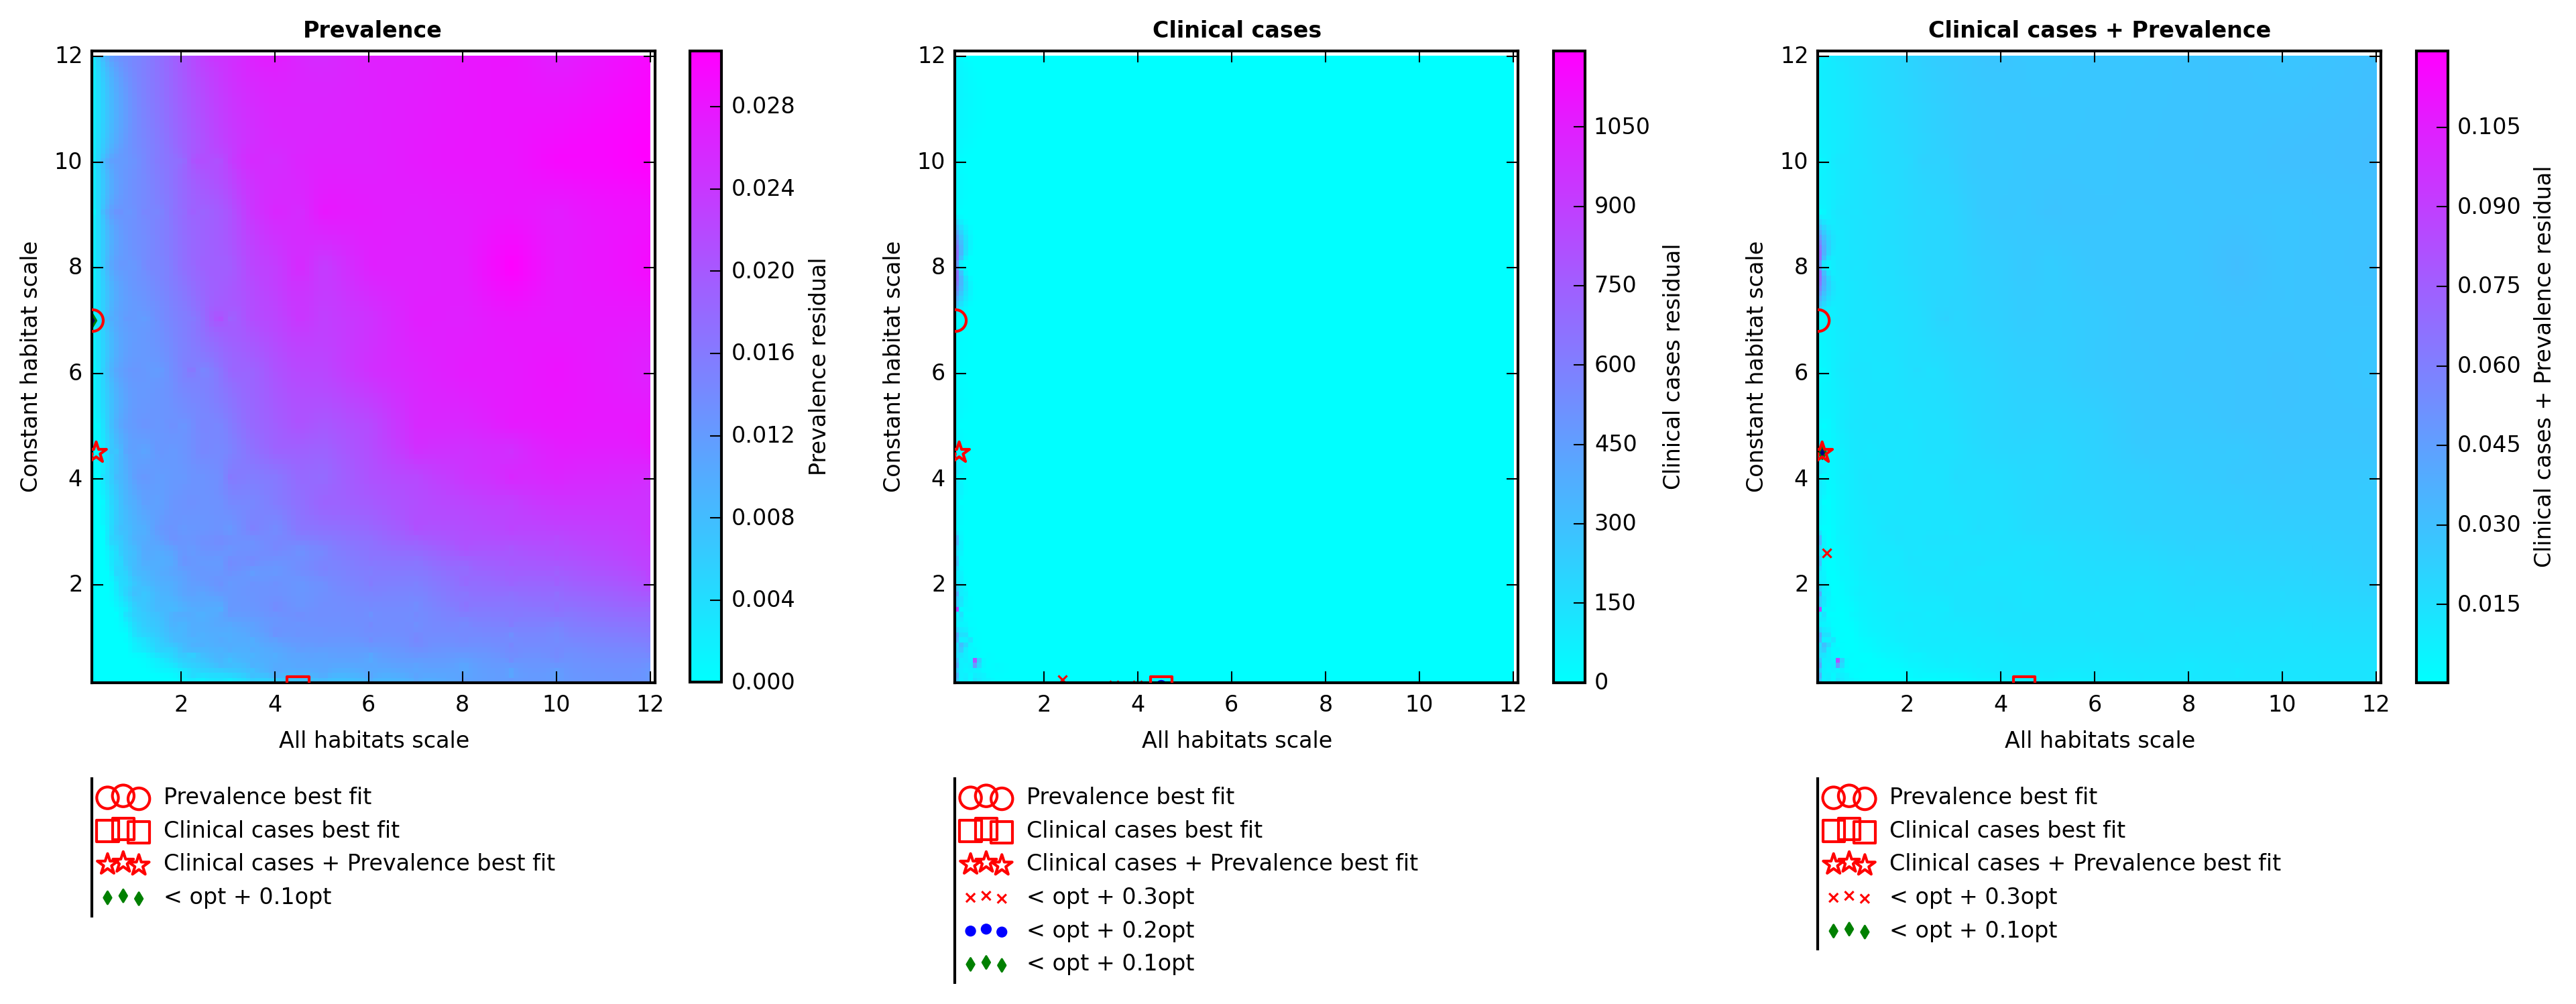 Prevalence
12
10
8
6
4
2
2 4 6 8 10 12
Constant habitat scale
All habitats scale
0.028
0.024
0.020
0.016
0.012
0.008
0.004
0.000
Prevalence residual
Prevalence best fit
Clinical cases best fit
Clinical cases + Prevalence best fit
< opt + 0.1opt
Clinical cases
12
10
8
6
4
2
2 4 6 8 10 12
Constant habitat scale
All habitats scale
1050
900
750
600
450
300
150
0
Clinical cases residual
Prevalence best fit
Clinical cases best fit
Clinical cases + Prevalence best fit
< opt + 0.3opt
< opt + 0.2opt
< opt + 0.1opt
Clinical cases + Prevalence
12
10
8
6
4
2
2 4 6 8 10 12
Constant habitat scale
All habitats scale
0.105
0.090
0.075
0.060
0.045
0.030
0.015
Clinical cases + Prevalence residual
Prevalence best fit
Clinical cases best fit
Clinical cases + Prevalence best fit
< opt + 0.3opt
< opt + 0.1opt